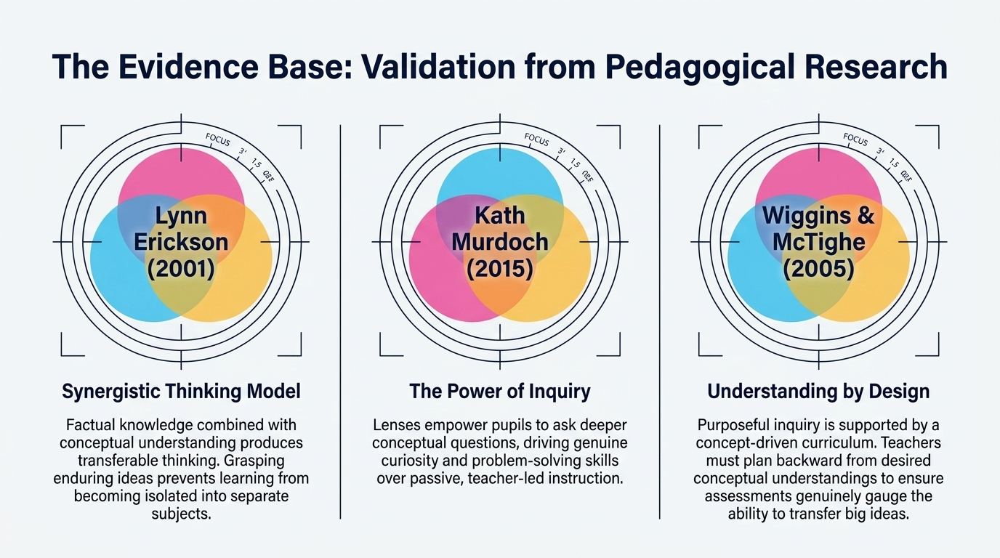 The Evidence Base: Validation from Pedagogical Research
FOCUS 3' 1.5
Lynn
Erickson
(2001)
Synergistic Thinking Model
Factual knowledge combined with
conceptual understanding produces
transferable thinking. Grasping
enduring ideas prevents learning from
becoming isolated into separate
subjects.
FOCUS 3' 1.5
Kath
Murdoch
(2015)
The Power of Inquiry
Lenses empower pupils to ask deeper
conceptual questions, driving genuine
curiosity and problem-solving skills
over passive, teacher-led instruction.
FOCUS 3' 1.5
Wiggins &
McTighe
(2005)
Understanding by Design
Purposeful inquiry is supported by a
concept-driven curriculum. Teachers
must plan backward from desired
conceptual understandings to ensure
assessments genuinely gauge the
ability to transfer big ideas.